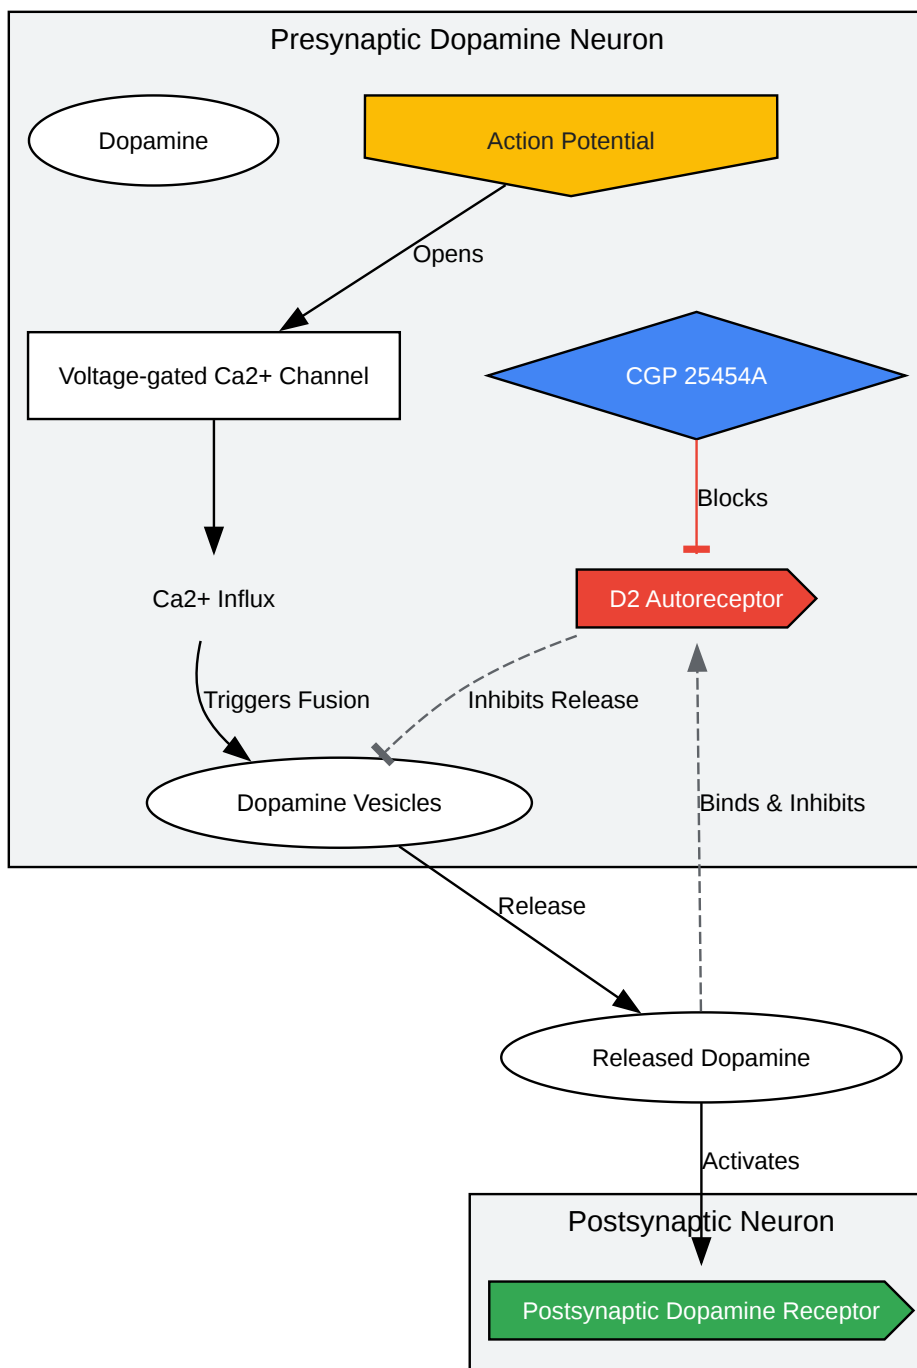 Presynaptic Dopamine Neuron
Dopamine
Action Potential
Opens
Voltage-gated Ca2+ Channel
CGP 25454A
Blocks
Ca2+ Influx
D2 Autoreceptor
Triggers Fusion
Inhibits Release
Dopamine Vesicles
Binds & Inhibits
Release
Released Dopamine
Activates
Postsynaptic Neuron
Postsynaptic Dopamine Receptor